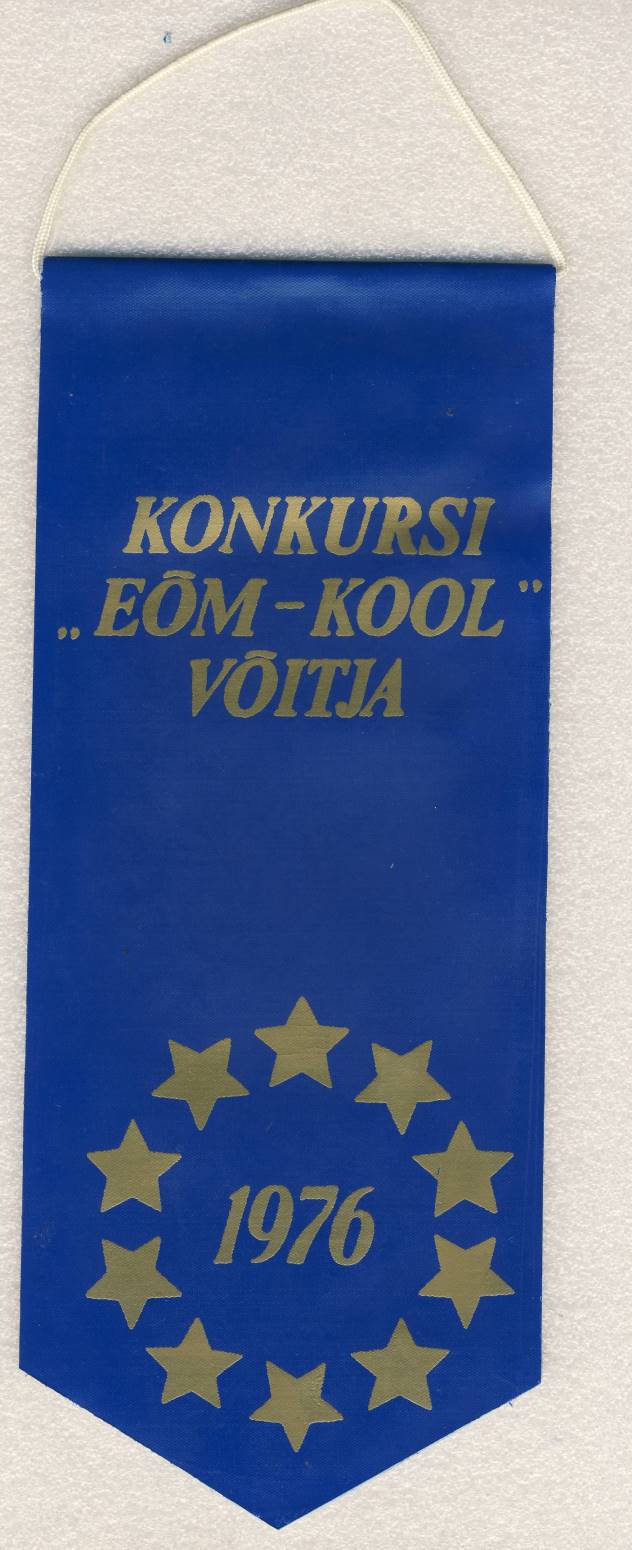 KONKURSI
„EÕM – KOOL”
VÕITJA
1976